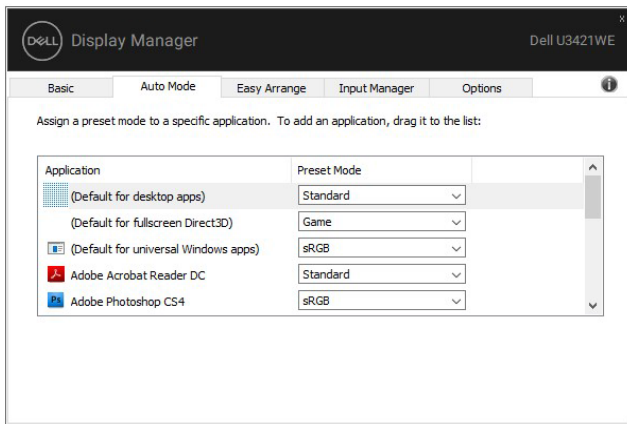 DELL Display Manager Dell U3421WE
Basic Auto Mode Easy Arrange Input Manager Options
Assign a preset mode to a specific application. To add an application, drag it to the list:
Application Preset Mode
(Default for desktop apps) Standard
(Default for fullscreen Direct3D) Game
(Default for universal Windows apps) sRGB
Adobe Acrobat Reader DC Standard
Ps Adobe Photoshop CS4 sRGB